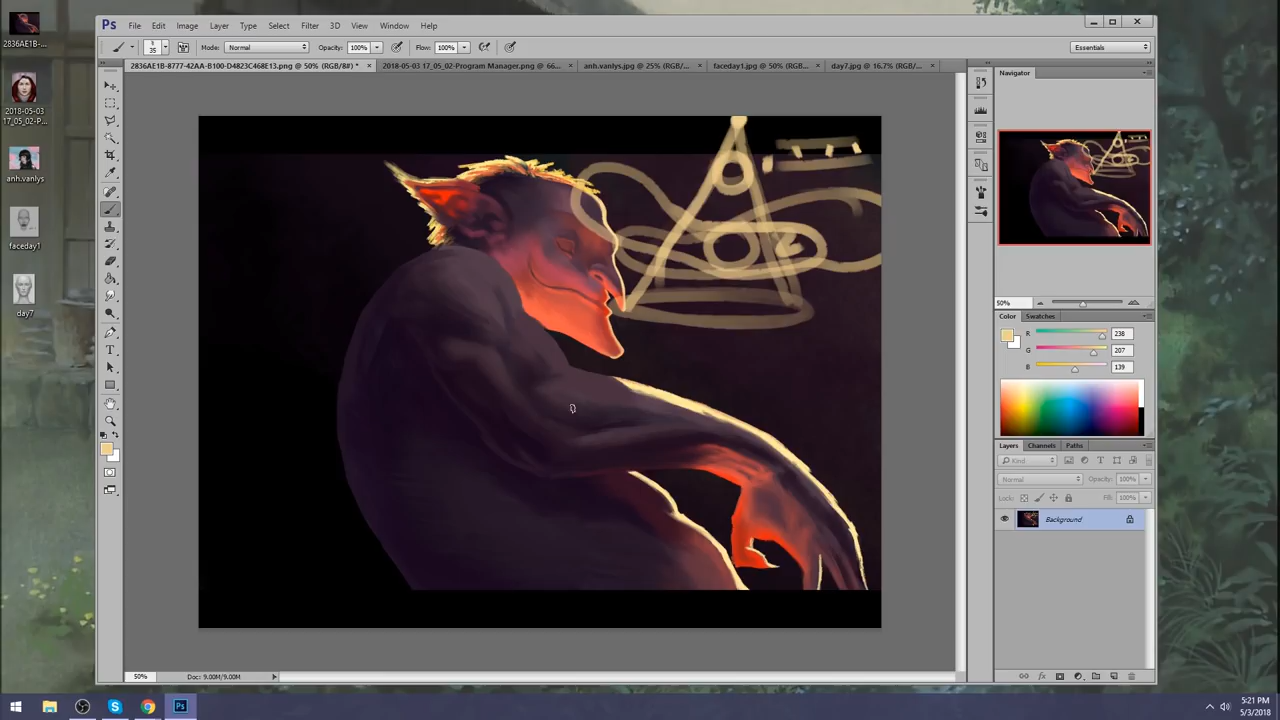 Ps File Edit Image Layer Type Select Filter 3D View Window Help
35 Mode: Normal Opacity: 100% Flow: 100% Essentials
2836AE1B-8777-42AA-B100-D4823C468E13.png @ 50% (RGB/8#) * 2018-05-03 17_05_02-Program Manager.png @ 66... anh.vanlys.jpg @ 25% (RGB/... faceday1.jpg @ 50% (RGB/... day7.jpg @ 16.7% (RGB/...
2836AE1B-...
2018-05-03
17_05_02-P...
anh.vanlys
faceday1
day7
Navigator
50%
Color Swatches
R 238
G 207
B 139
Layers Channels Paths
Kind
Normal Opacity: 100%
Lock: Fill: 100%
Background
50% Doc: 9.00M/9.00M
Ps
5:21 PM
5/3/2018